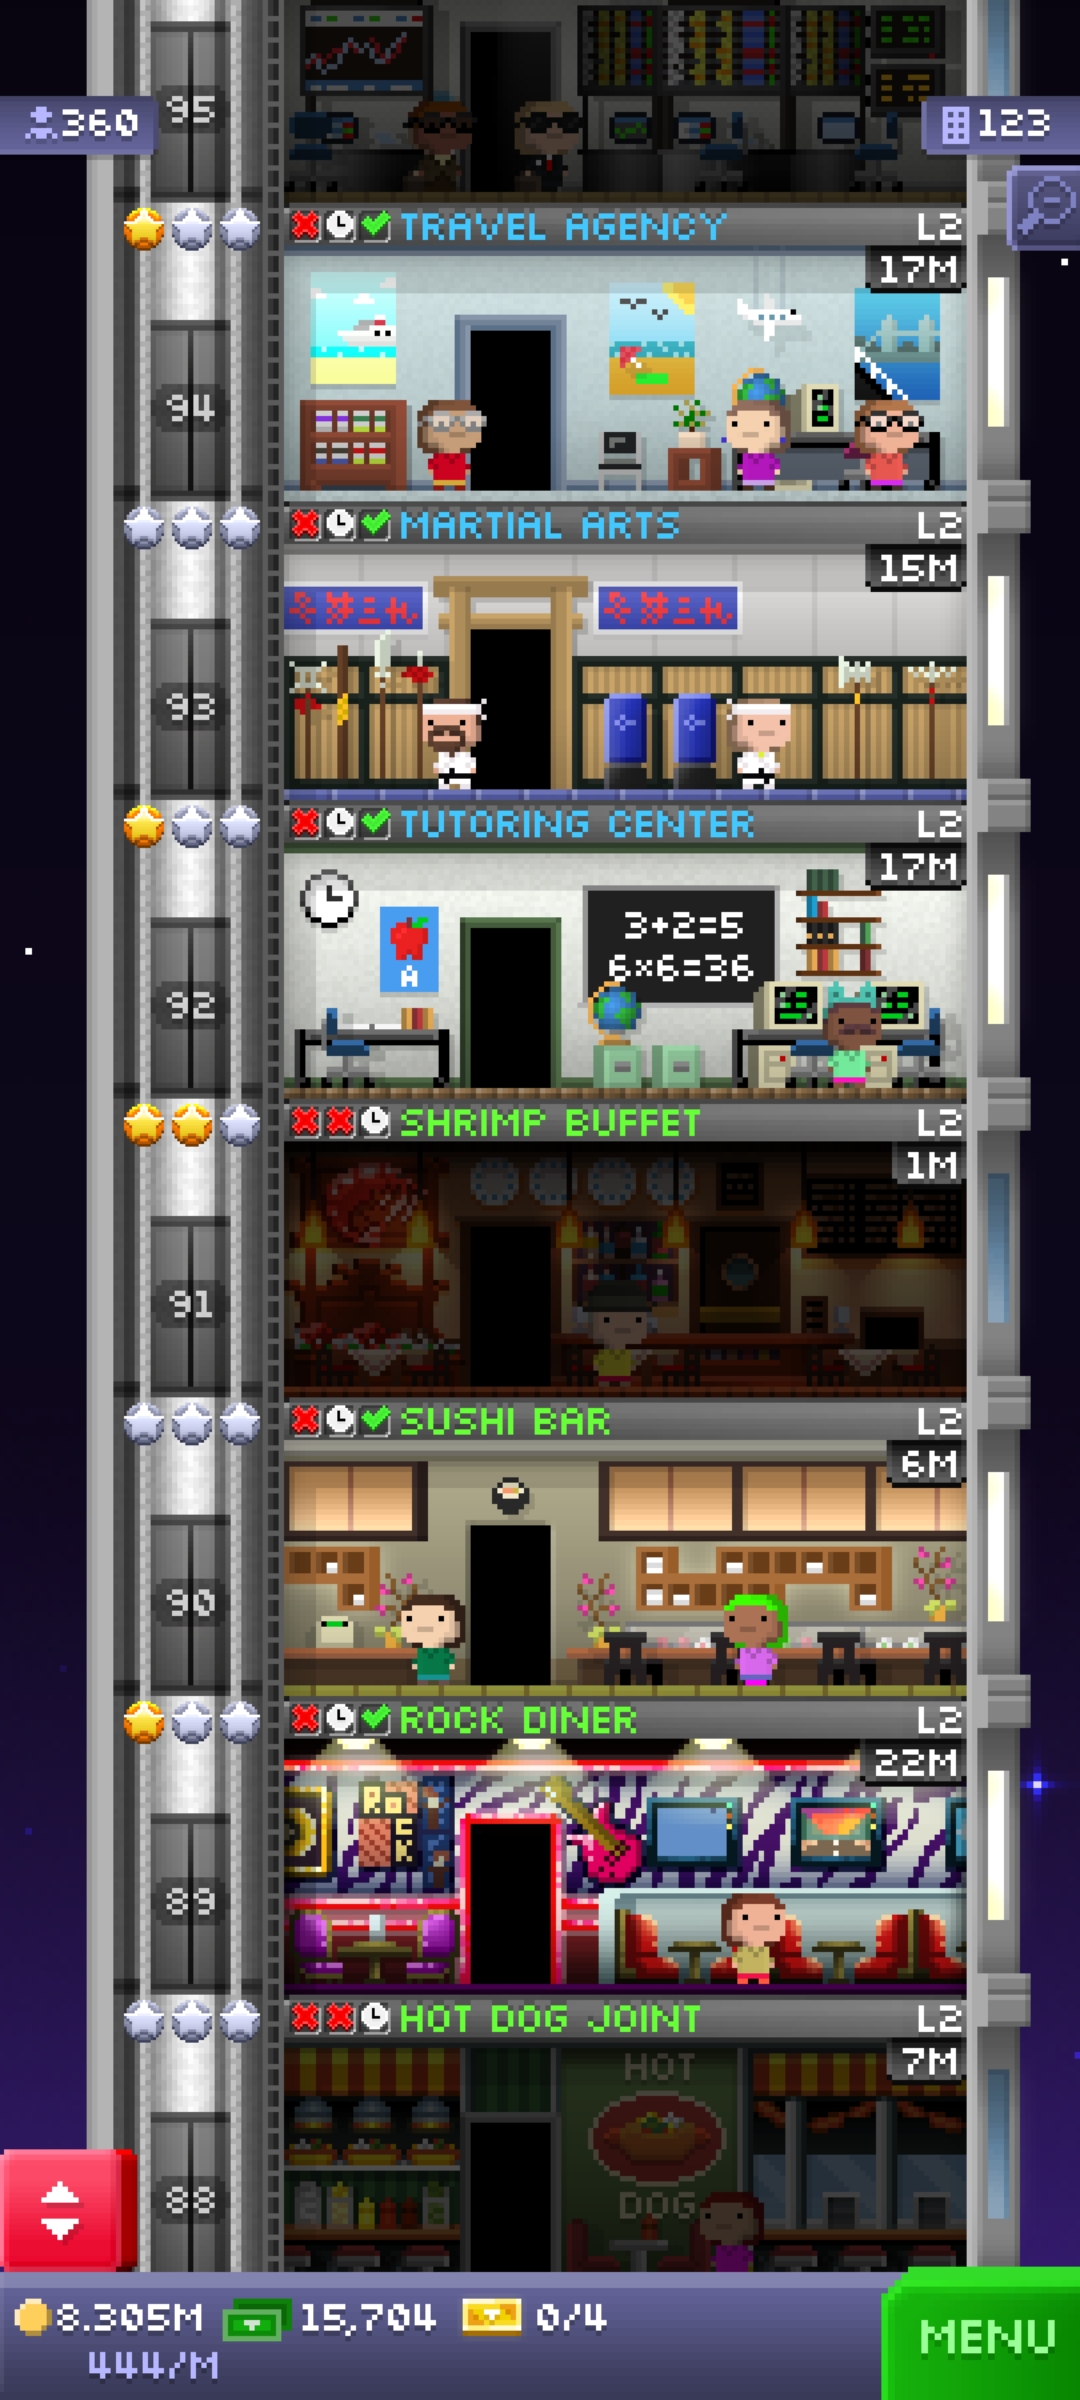 95
360
123
TRAVEL AGENCY
L2
17M
94
MARTIAL ARTS
L2
15M
93
TUTORING CENTER
L2
17M
3+2=5
6×6=36
A
92
SHRIMP BUFFET
L2
1M
91
SUSHI BAR
L2
6M
90
ROCK DINER
L2
22M
ROCK
89
HOT DOG JOINT
L2
7M
HOT
DOG
88
8.305M
15,704
0/4
444/M
MENU